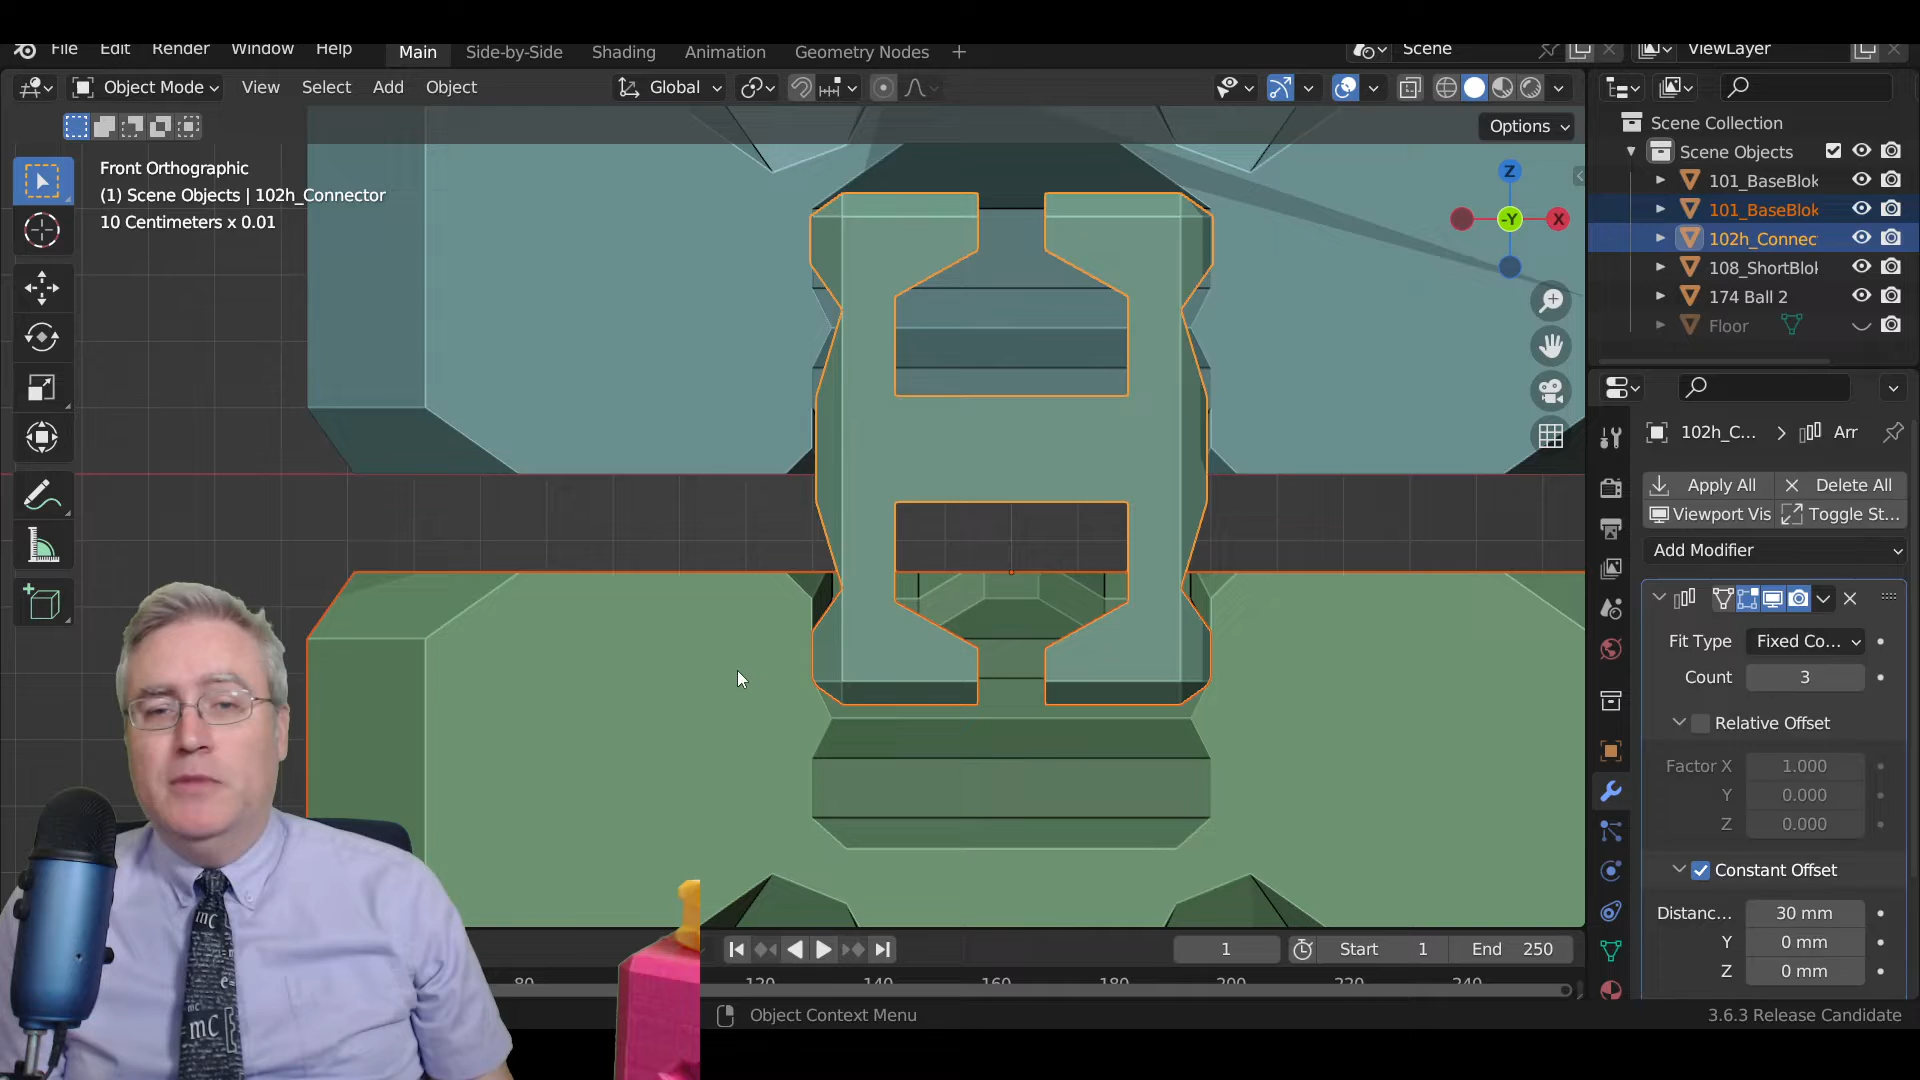 File Edit Render Window Help
Main Side-by-Side Shading Animation Geometry Nodes +
Scene
ViewLayer
Object Mode View Select Add Object
Global
Options
Front Orthographic
(1) Scene Objects | 102h_Connector
10 Centimeters x 0.01
Z
-Y
X
Scene Collection
Scene Objects
101_BaseBlok
101_BaseBlok
102h_Connec
108_ShortBlok
174 Ball 2
Floor
102h_C... > Arr
Apply All Delete All
Viewport Vis Toggle St...
Add Modifier
Fit Type Fixed Co...
Count 3
Relative Offset
Factor X 1.000
Y 0.000
Z 0.000
Constant Offset
Distanc... 30 mm
Y 0 mm
Z 0 mm
1 Start 1 End 250
80 120 140 160 180 200 220 240
Object Context Menu
3.6.3 Release Candidate